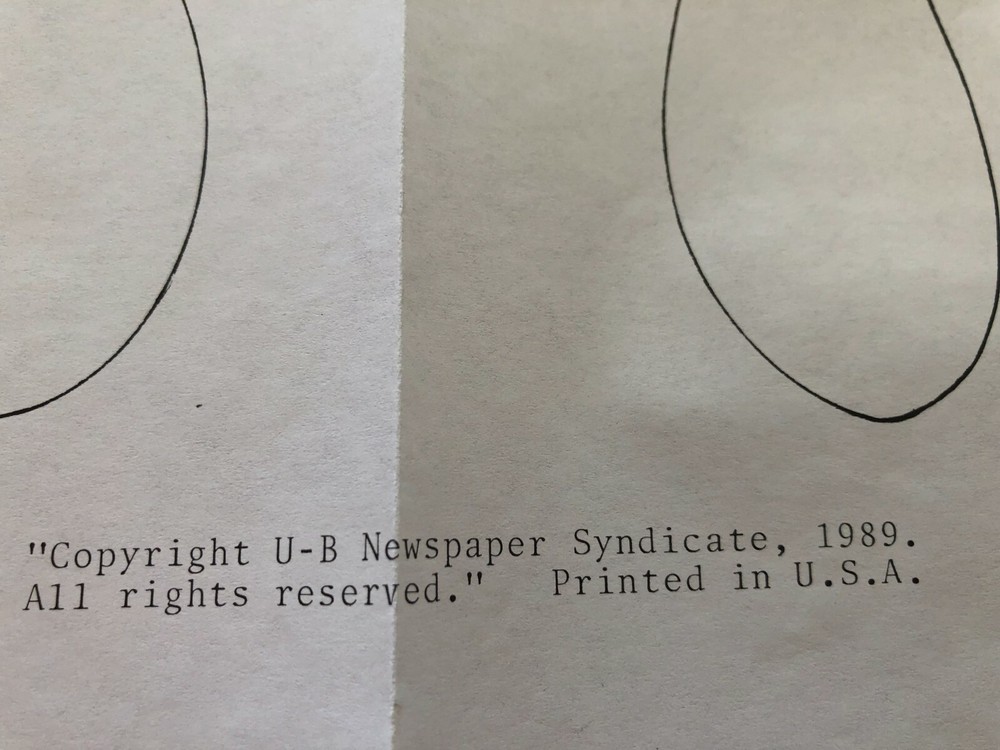 "Copyright U-B Newspaper Syndicate, 1989.
All rights reserved."   Printed in U.S.A.